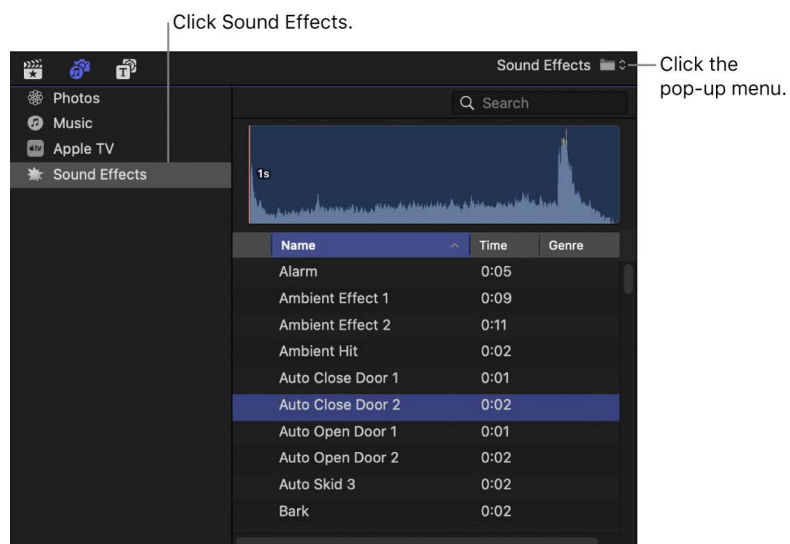 Click Sound Effects.
Sound Effects
Click the
pop-up menu.
Photos
Music
Apple TV
Sound Effects
Search
1s
Name Time Genre
Alarm 0:05
Ambient Effect 1 0:09
Ambient Effect 2 0:11
Ambient Hit 0:02
Auto Close Door 1 0:01
Auto Close Door 2 0:02
Auto Open Door 1 0:01
Auto Open Door 2 0:02
Auto Skid 3 0:02
Bark 0:02